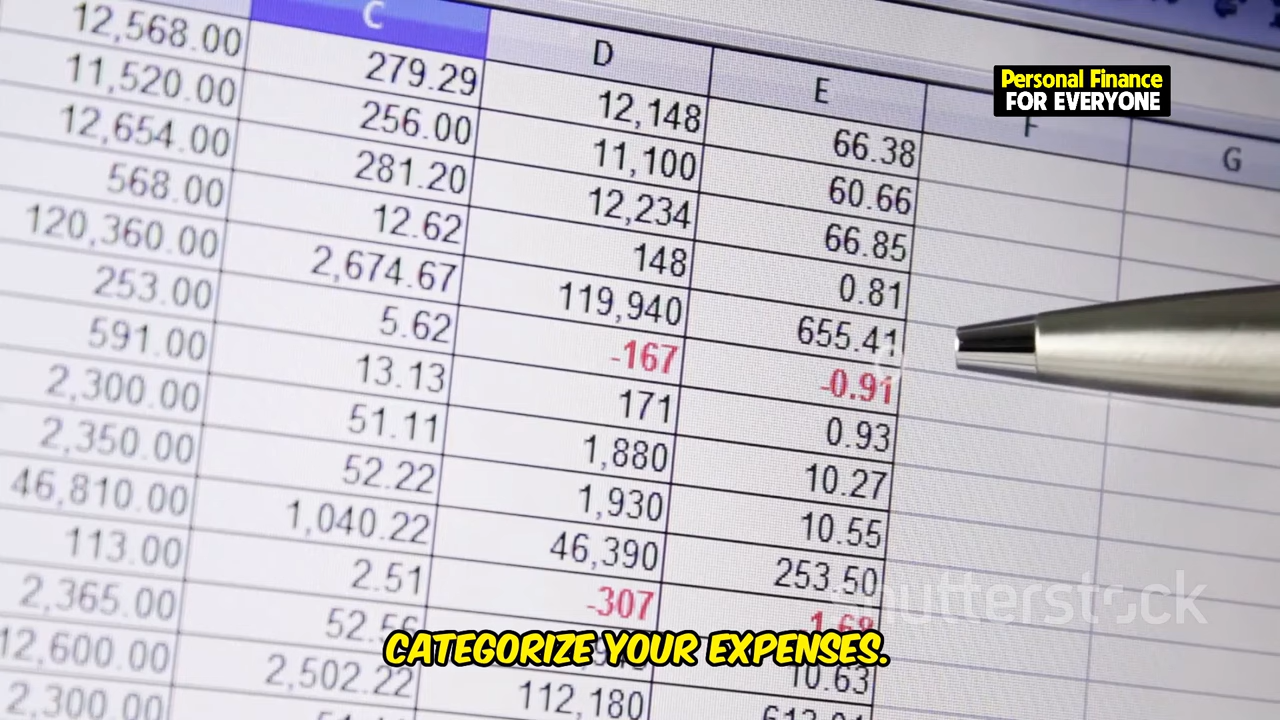 C D E F G
12,568.00 279.29 12,148 66.38
11,520.00 256.00 11,100 60.66
12,654.00 281.20 12,234 66.85
568.00 12.62 148 0.81
120,360.00 2,674.67 119,940 655.41
253.00 5.62 -167 -0.91
591.00 13.13 171 0.93
2,300.00 51.11 1,880 10.27
2,350.00 52.22 1,930 10.55
46,810.00 1,040.22 46,390 253.50
113.00 2.51 -307
2,365.00 10.63
12,600.00 2,502.22 112,180
2,300.00
Personal Finance
FOR EVERYONE
shutterstock
CATEGORIZE YOUR EXPENSES.